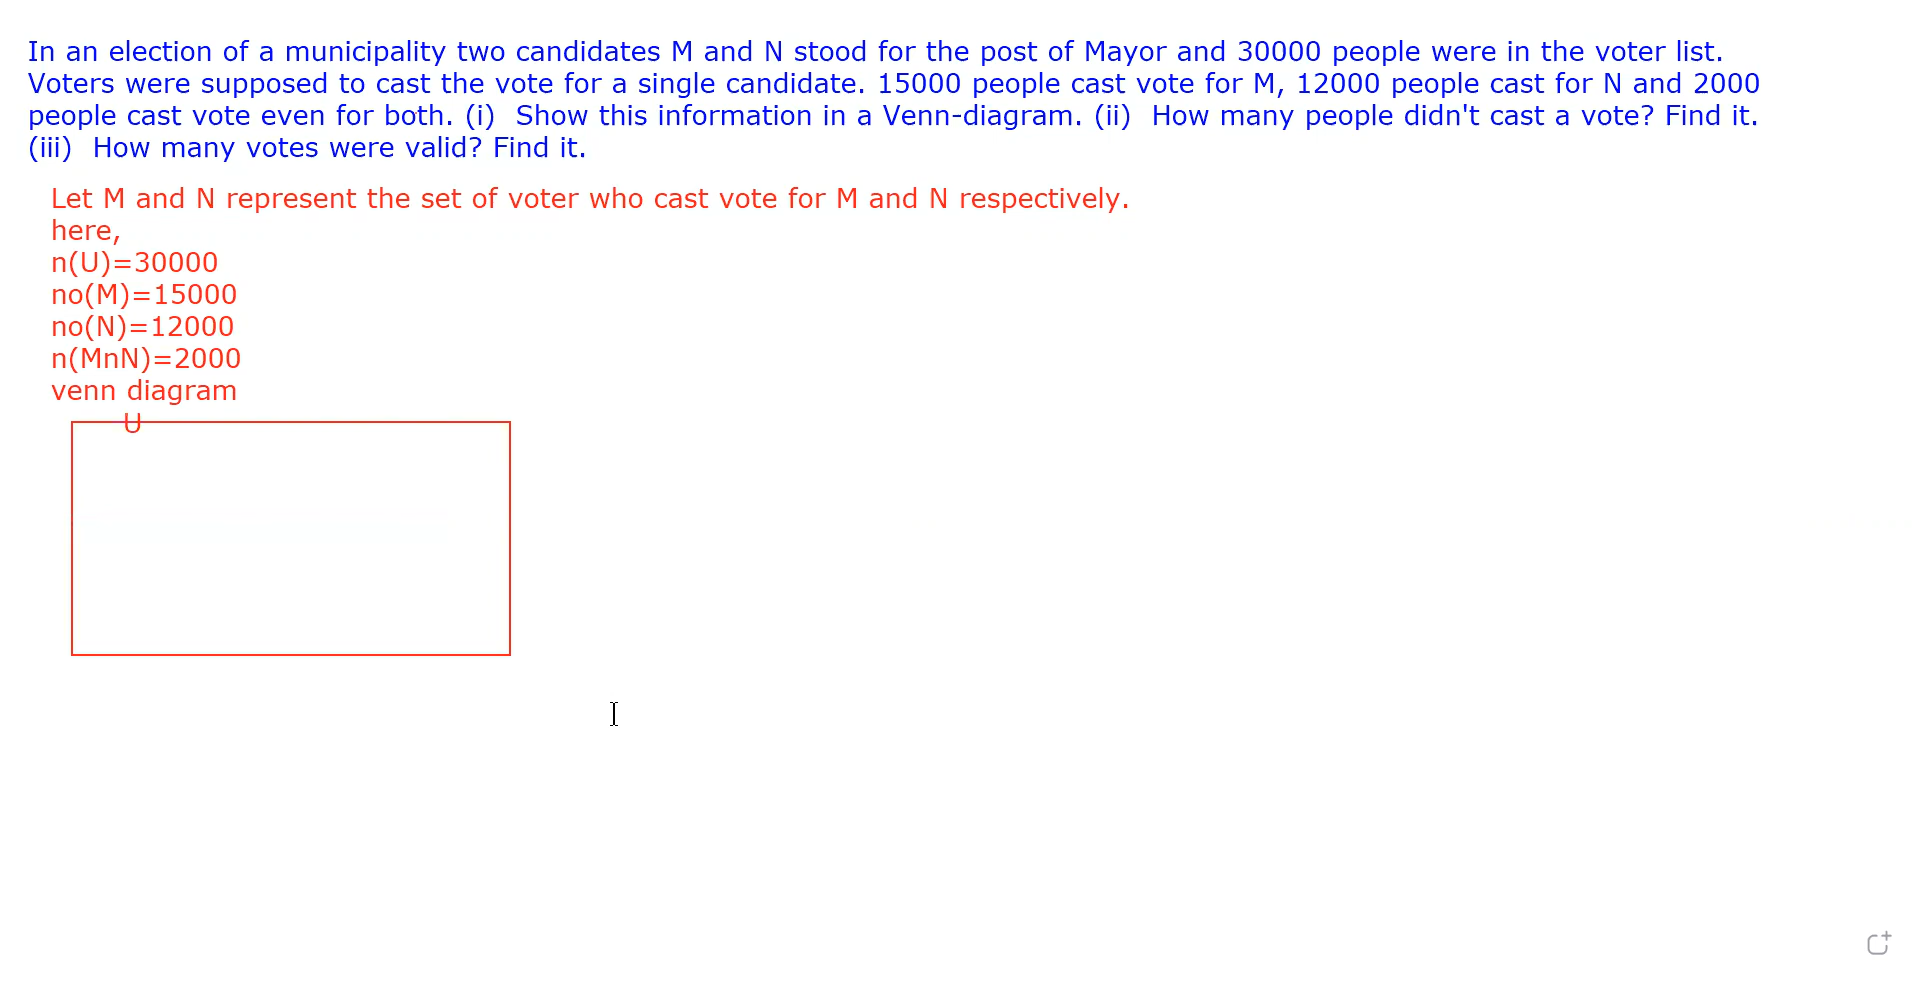 In an election of a municipality two candidates M and N stood for the post of Mayor and 30000 people were in the voter list.
Voters were supposed to cast the vote for a single candidate. 15000 people cast vote for M, 12000 people cast for N and 2000
people cast vote even for both. (i)  Show this information in a Venn-diagram. (ii)  How many people didn't cast a vote? Find it.
(iii)  How many votes were valid? Find it.
Let M and N represent the set of voter who cast vote for M and N respectively.
here,
n(U)=30000
no(M)=15000
no(N)=12000
n(MnN)=2000
venn diagram
U